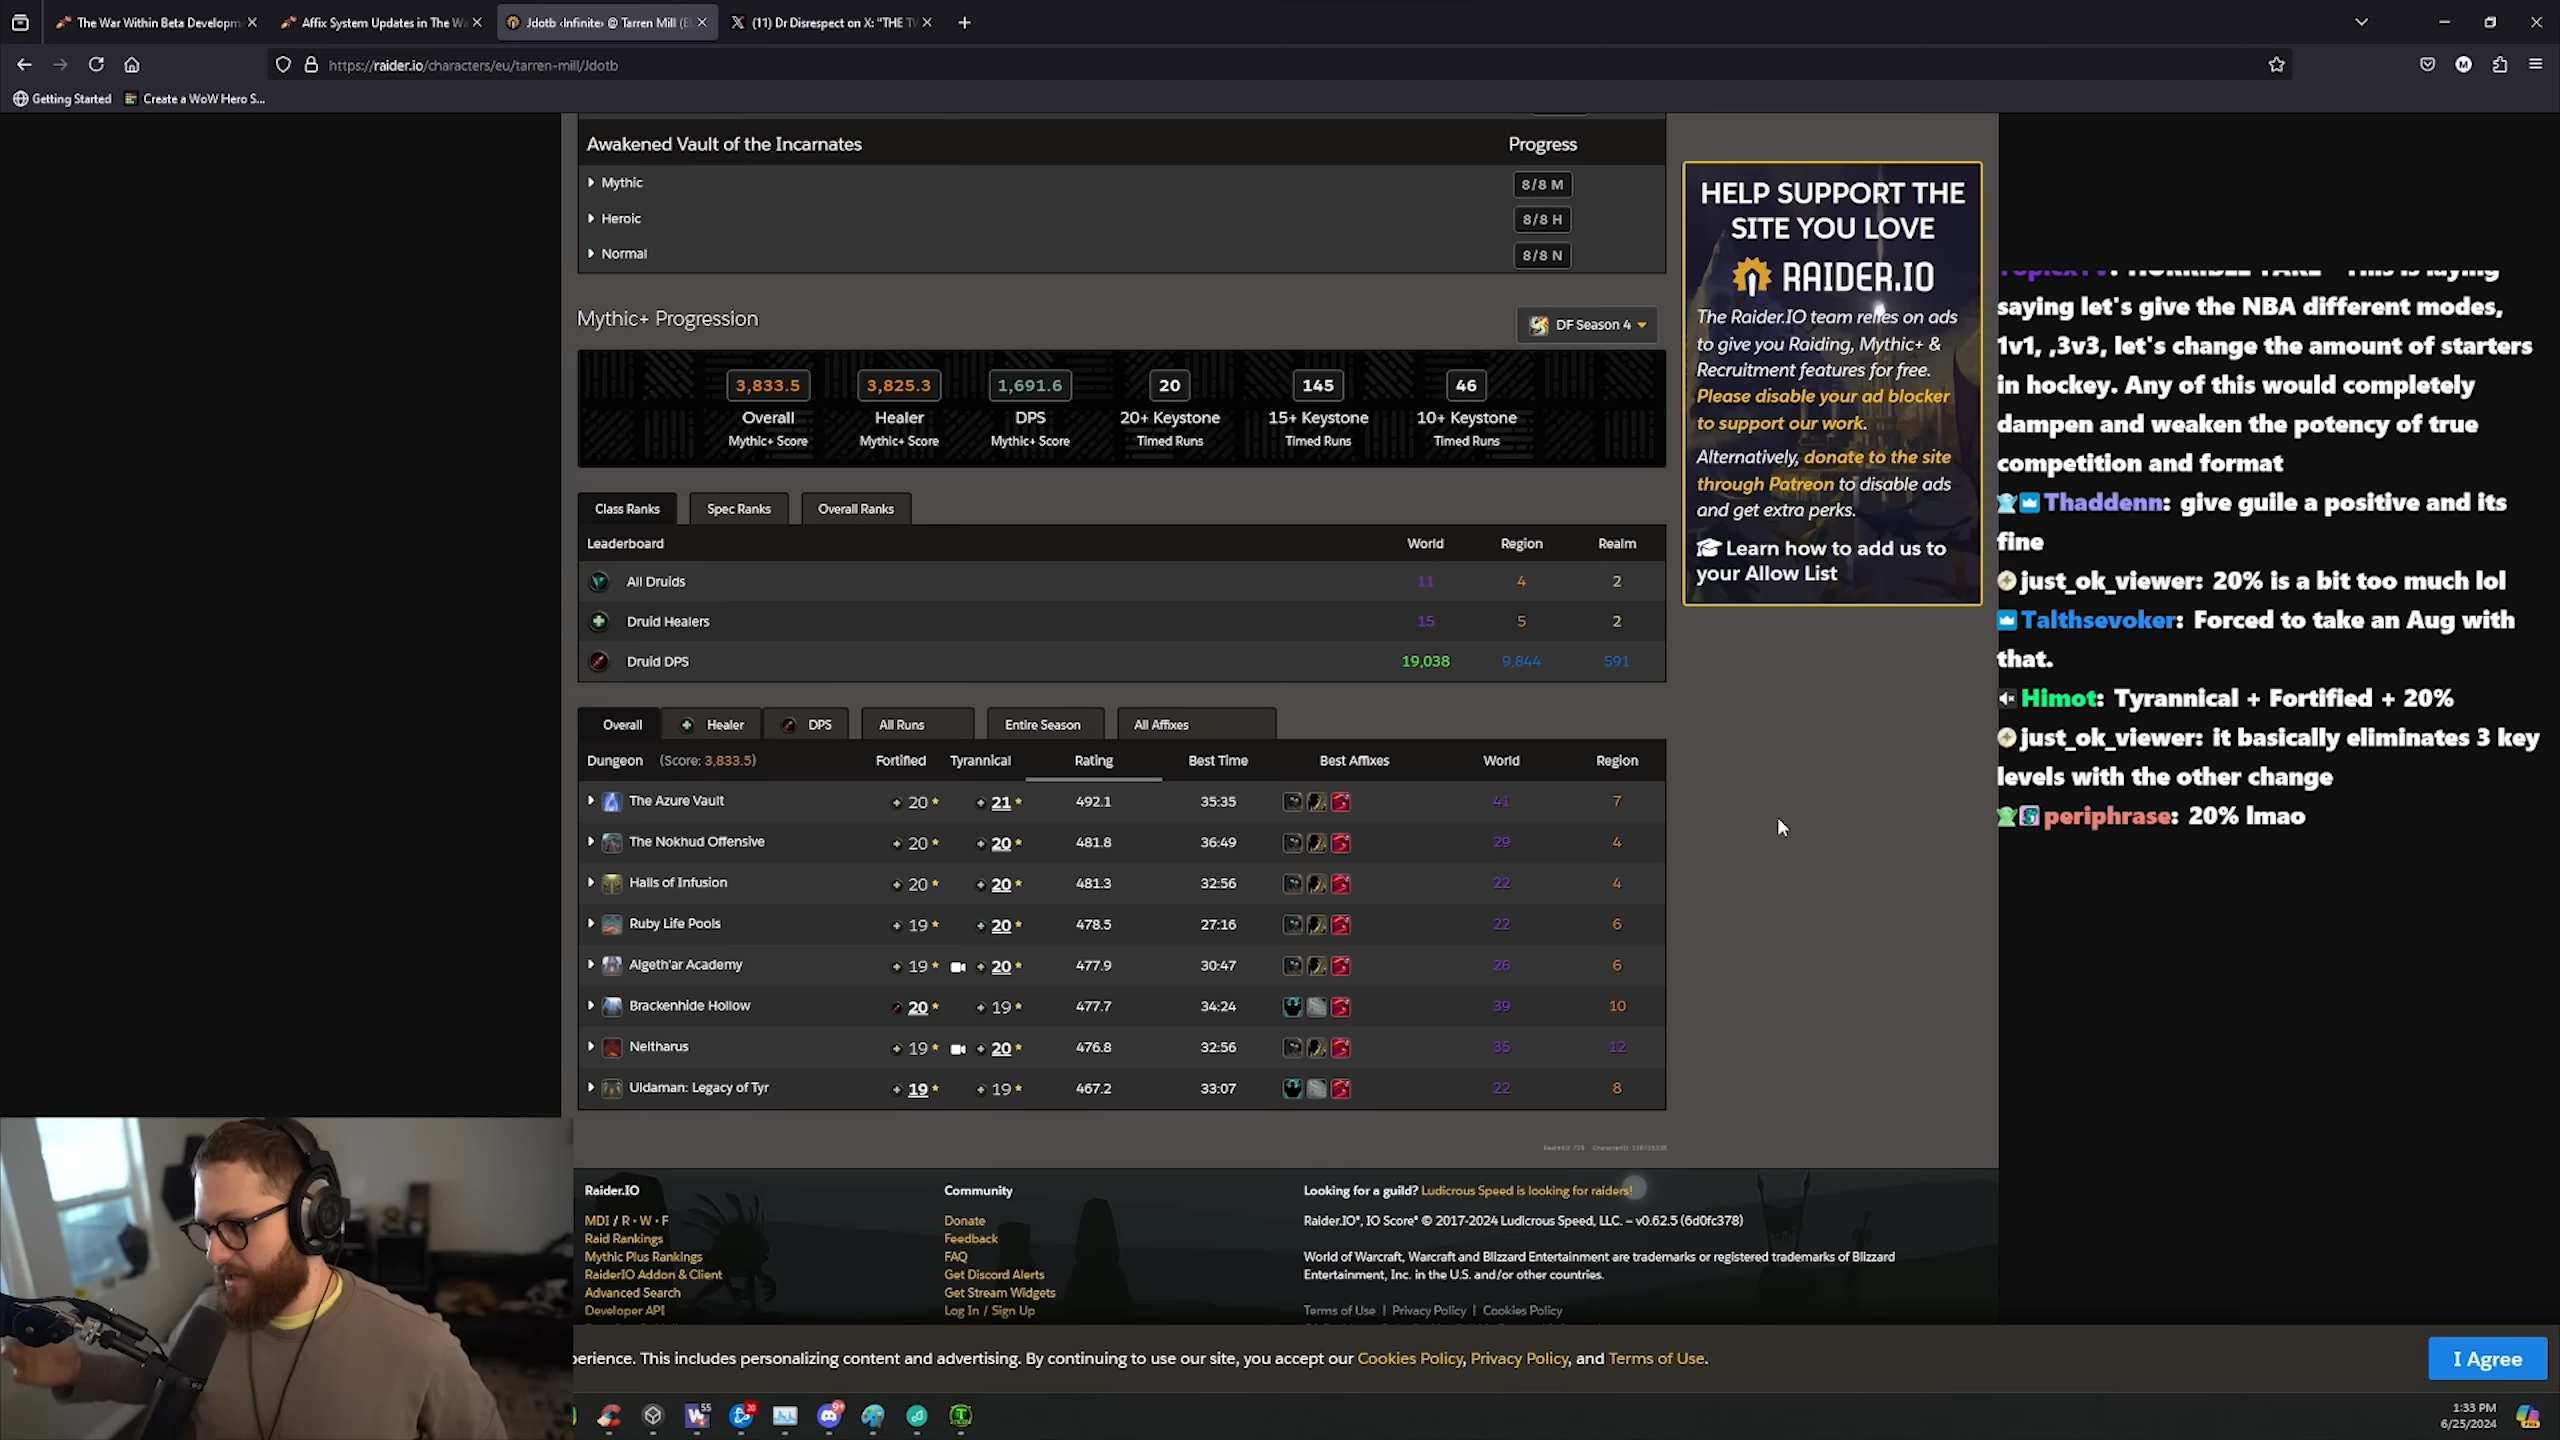 The War Within Beta Developm
Affix System Updates in The Wa
Jdotb ‹Infinite› @ Tarren Mill (EU
(11) Dr Disrespect on X: "THE TW
https://raider.io/characters/eu/tarren-mill/Jdotb
Getting Started
Create a WoW Hero S...
Awakened Vault of the Incarnates
Progress
Mythic
8/8 M
Heroic
8/8 H
Normal
8/8 N
Mythic+ Progression
DF Season 4
3,833.5
3,825.3
1,691.6
20
145
46
Overall
Healer
DPS
20+ Keystone
15+ Keystone
10+ Keystone
Mythic+ Score
Mythic+ Score
Mythic+ Score
Timed Runs
Timed Runs
Timed Runs
Class Ranks
Spec Ranks
Overall Ranks
Leaderboard World Region Realm
All Druids 11 4 2
Druid Healers 15 5 2
Druid DPS 19,038 9,844 591
Overall
Healer
DPS
All Runs
Entire Season
All Affixes
Dungeon (Score: 3,833.5) Fortified Tyrannical Rating Best Time Best Affixes World Region
The Azure Vault + 20 * + 21 * 492.1 35:35 41 7
The Nokhud Offensive + 20 * + 20 * 481.8 36:49 29 4
Halls of Infusion + 20 * + 20 * 481.3 32:56 22 4
Ruby Life Pools + 19 * + 20 * 478.5 27:16 22 6
Algeth'ar Academy + 19 * + 20 * 477.9 30:47 26 6
Brackenhide Hollow 20 * + 19 * 477.7 34:24 39 10
Neltharus + 19 * + 20 * 476.8 32:56 35 12
Uldaman: Legacy of Tyr + 19 * + 19 * 467.2 33:07 22 8
HELP SUPPORT THE
SITE YOU LOVE
RAIDER.IO
The Raider.IO team relies on ads
to give you Raiding, Mythic+ &
Recruitment features for free.
Please disable your ad blocker
to support our work.
Alternatively, donate to the site
through Patreon to disable ads
and get extra perks.
Learn how to add us to
your Allow List
This is laying
saying let's give the NBA different modes,
1v1, ,3v3, let's change the amount of starters
in hockey. Any of this would completely
dampen and weaken the potency of true
competition and format
Thaddenn: give guile a positive and its
fine
just_ok_viewer: 20% is a bit too much lol
Talthsevoker: Forced to take an Aug with
that.
Himot: Tyrannical + Fortified + 20%
just_ok_viewer: it basically eliminates 3 key
levels with the other change
periphrase: 20% lmao
Raider.IO
MDI / R • W • F
Raid Rankings
Mythic Plus Rankings
RaiderIO Addon & Client
Advanced Search
Developer API
Community
Donate
Feedback
FAQ
Get Discord Alerts
Get Stream Widgets
Log In / Sign Up
Looking for a guild? Ludicrous Speed is looking for raiders!
Raider.IO®, IO Score® © 2017-2024 Ludicrous Speed, LLC. – v0.62.5 (6d0fc378)
World of Warcraft, Warcraft and Blizzard Entertainment are trademarks or registered trademarks of Blizzard
Entertainment, Inc. in the U.S. and/or other countries.
Terms of Use | Privacy Policy | Cookies Policy
perience. This includes personalizing content and advertising. By continuing to use our site, you accept our Cookies Policy, Privacy Policy, and Terms of Use.
I Agree
55
20
9+
1:33 PM
6/25/2024